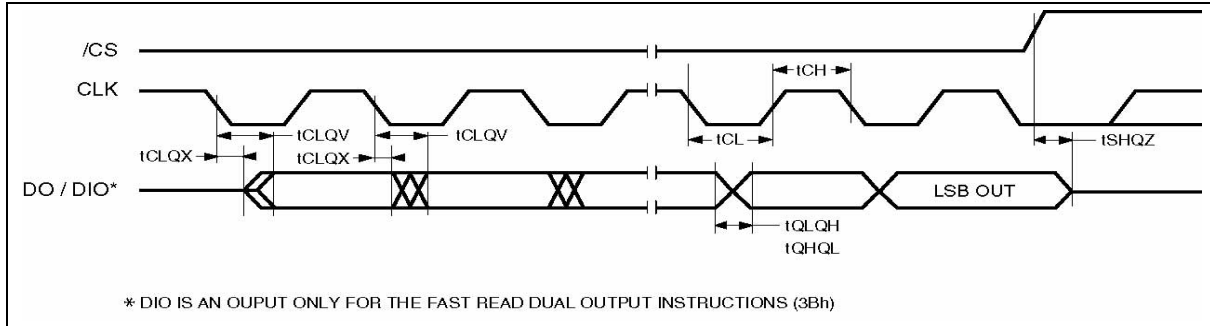 /CS
tCH
CLK
tCLQV
tCLQV
tCL
tSHQZ
tCLQX
tCLQX
DO / DIO*
LSB OUT
tQLQH
tQHQL
* DIO IS AN OUPUT ONLY FOR THE FAST READ DUAL OUTPUT INSTRUCTIONS (3Bh)